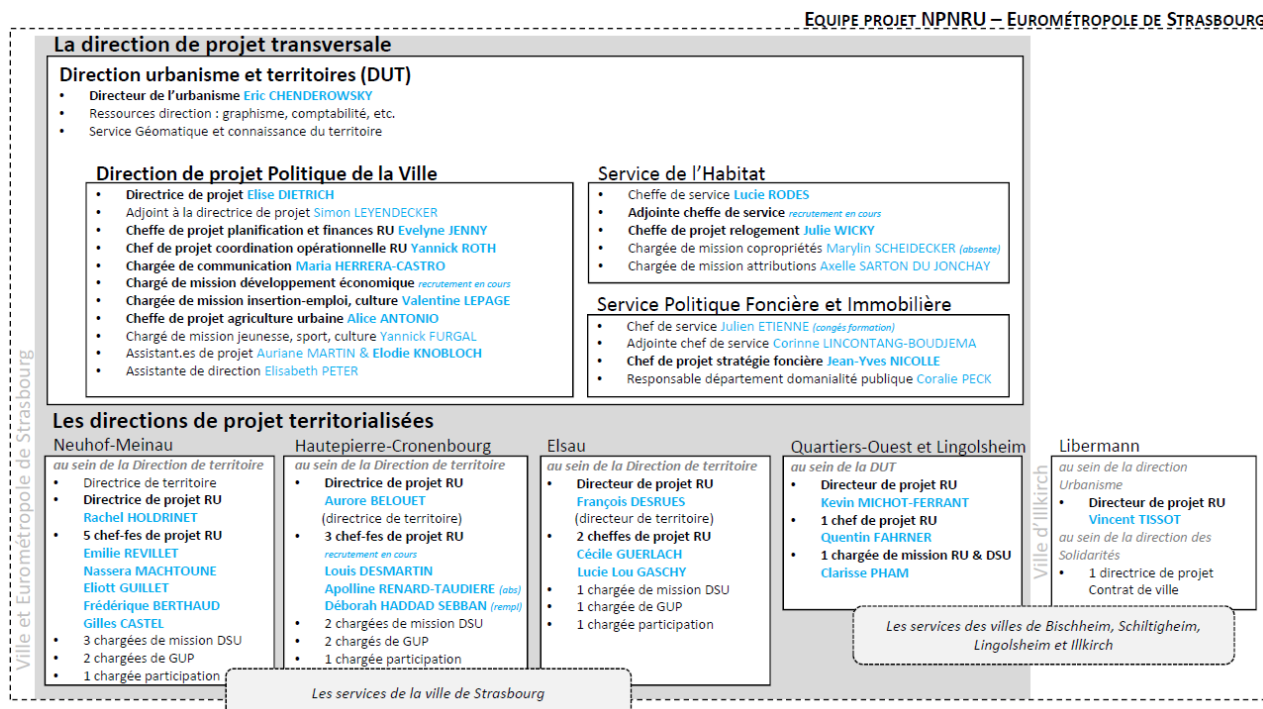 EQUIPE PROJET NPNRU – EUROMÉTROPOLE DE STRASBOURG
La direction de projet transversale
Direction urbanisme et territoires (DUT)
• Directeur de l'urbanisme Eric CHENDEROWSKY
• Ressources direction : graphisme, comptabilité, etc.
• Service Géomatique et connaissance du territoire
Direction de projet Politique de la Ville
• Directrice de projet Elise DIETRICH
• Adjoint à la directrice de projet Simon LEYENDECKER
• Cheffe de projet planification et finances RU Evelyne JENNY
• Chef de projet coordination opérationnelle RU Yannick ROTH
• Chargée de communication Maria HERRERA-CASTRO
• Chargé de mission développement économique recrutement en cours
• Chargée de mission insertion-emploi, culture Valentine LEPAGE
• Cheffe de projet agriculture urbaine Alice ANTONIO
• Chargé de mission jeunesse, sport, culture Yannick FURGAL
• Assistant.es de projet Auriane MARTIN & Elodie KNOBLOCH
• Assistante de direction Elisabeth PETER
Service de l'Habitat
• Cheffe de service Lucie RODES
• Adjointe cheffe de service recrutement en cours
• Cheffe de projet relogement Julie WICKY
• Chargée de mission copropriétés Marylin SCHEIDECKER (absente)
• Chargée de mission attributions Axelle SARTON DU JONCHAY
Service Politique Foncière et Immobilière
• Chef de service Julien ETIENNE (congés formation)
• Adjointe chef de service Corinne LINCONTANG-BOUDJEMA
• Chef de projet stratégie foncière Jean-Yves NICOLLE
• Responsable département domanialité publique Coralie PECK
Ville et Eurométropole de Strasbourg
Les directions de projet territorialisées
Neuhof-Meinau
au sein de la Direction de territoire
• Directrice de territoire
• Directrice de projet RU
Rachel HOLDRINET
• 5 chef-fes de projet RU
Emilie REVILLET
Nassera MACHTOUNE
Eliott GUILLET
Frédérique BERTHAUD
Gilles CASTEL
• 3 chargées de mission DSU
• 2 chargées de GUP
• 1 chargée participation
Hautepierre-Cronenbourg
au sein de la Direction de territoire
• Directrice de projet RU
Aurore BELOUET
(directrice de territoire)
• 3 chef-fes de projet RU
recrutement en cours
Louis DESMARTIN
Apolline RENARD-TAUDIERE (abs)
Déborah HADDAD SEBBAN (rempl)
• 2 chargées de mission DSU
• 2 chargés de GUP
• 1 chargée participation
Elsau
au sein de la Direction de territoire
• Directeur de projet RU
François DESRUES
(directeur de territoire)
• 2 cheffes de projet RU
Cécile GUERLACH
Lucie Lou GASCHY
• 1 chargée de mission DSU
• 1 chargée de GUP
• 1 chargée participation
Quartiers-Ouest et Lingolsheim
au sein de la DUT
• Directeur de projet RU
Kevin MICHOT-FERRANT
• 1 chef de projet RU
Quentin FAHRNER
• 1 chargée de mission RU & DSU
Clarisse PHAM
Ville d'Illkirch
Libermann
au sein de la direction
Urbanisme
• Directeur de projet RU
Vincent TISSOT
au sein de la direction des
Solidarités
• 1 directrice de projet
Contrat de ville
Les services de la ville de Strasbourg
Les services des villes de Bischheim, Schiltigheim,
Lingolsheim et Illkirch